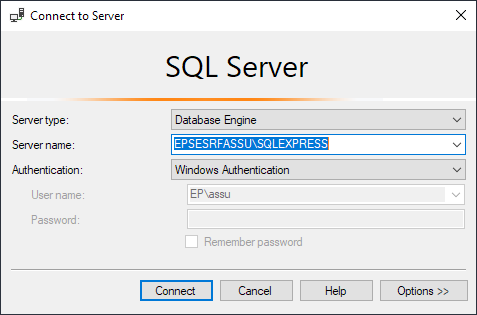 Connect to Server
SQL Server
Server type: Database Engine
Server name: EPSESRFASSU\SQLEXPRESS
Authentication: Windows Authentication
User name: EP\assu
Password:
Remember password
Connect Cancel Help Options >>